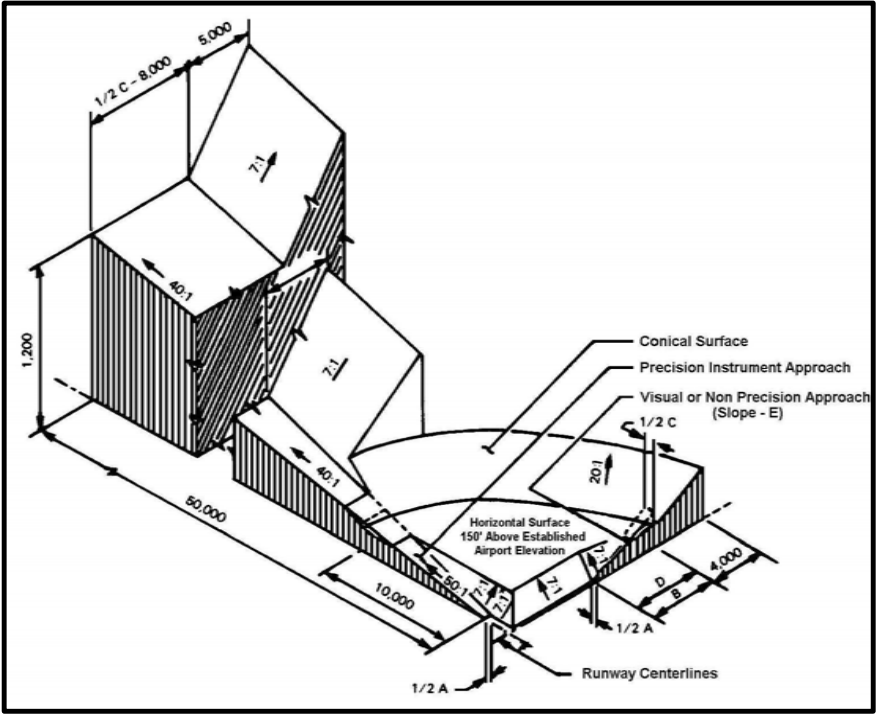 5,000
1/2 C - 8,000
7:1
40:1
1,200
7:1
Conical Surface
Precision Instrument Approach
Visual or Non Precision Approach
(Slope - E)
1/2 C
40:1
20:1
50,000
Horizontal Surface
150' Above Established
Airport Elevation
7:1
4,000
50:1
7:1
7:1
7:1
D
B
10,000
1/2 A
Runway Centerlines
1/2 A